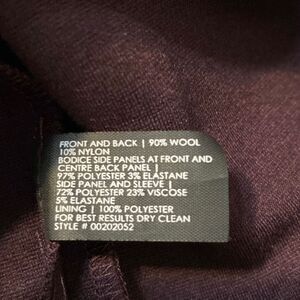 FRONT AND BACK | 90% WOOL
10% NYLON
BODICE SIDE PANELS AT FRONT AND
CENTRE BACK PANEL |
97% POLYESTER 3% ELASTANE
SIDE PANEL AND SLEEVE |
72% POLYESTER 23% VISCOSE
5% ELASTANE
LINING | 100% POLYESTER
FOR BEST RESULTS DRY CLEAN
STYLE # 00202052